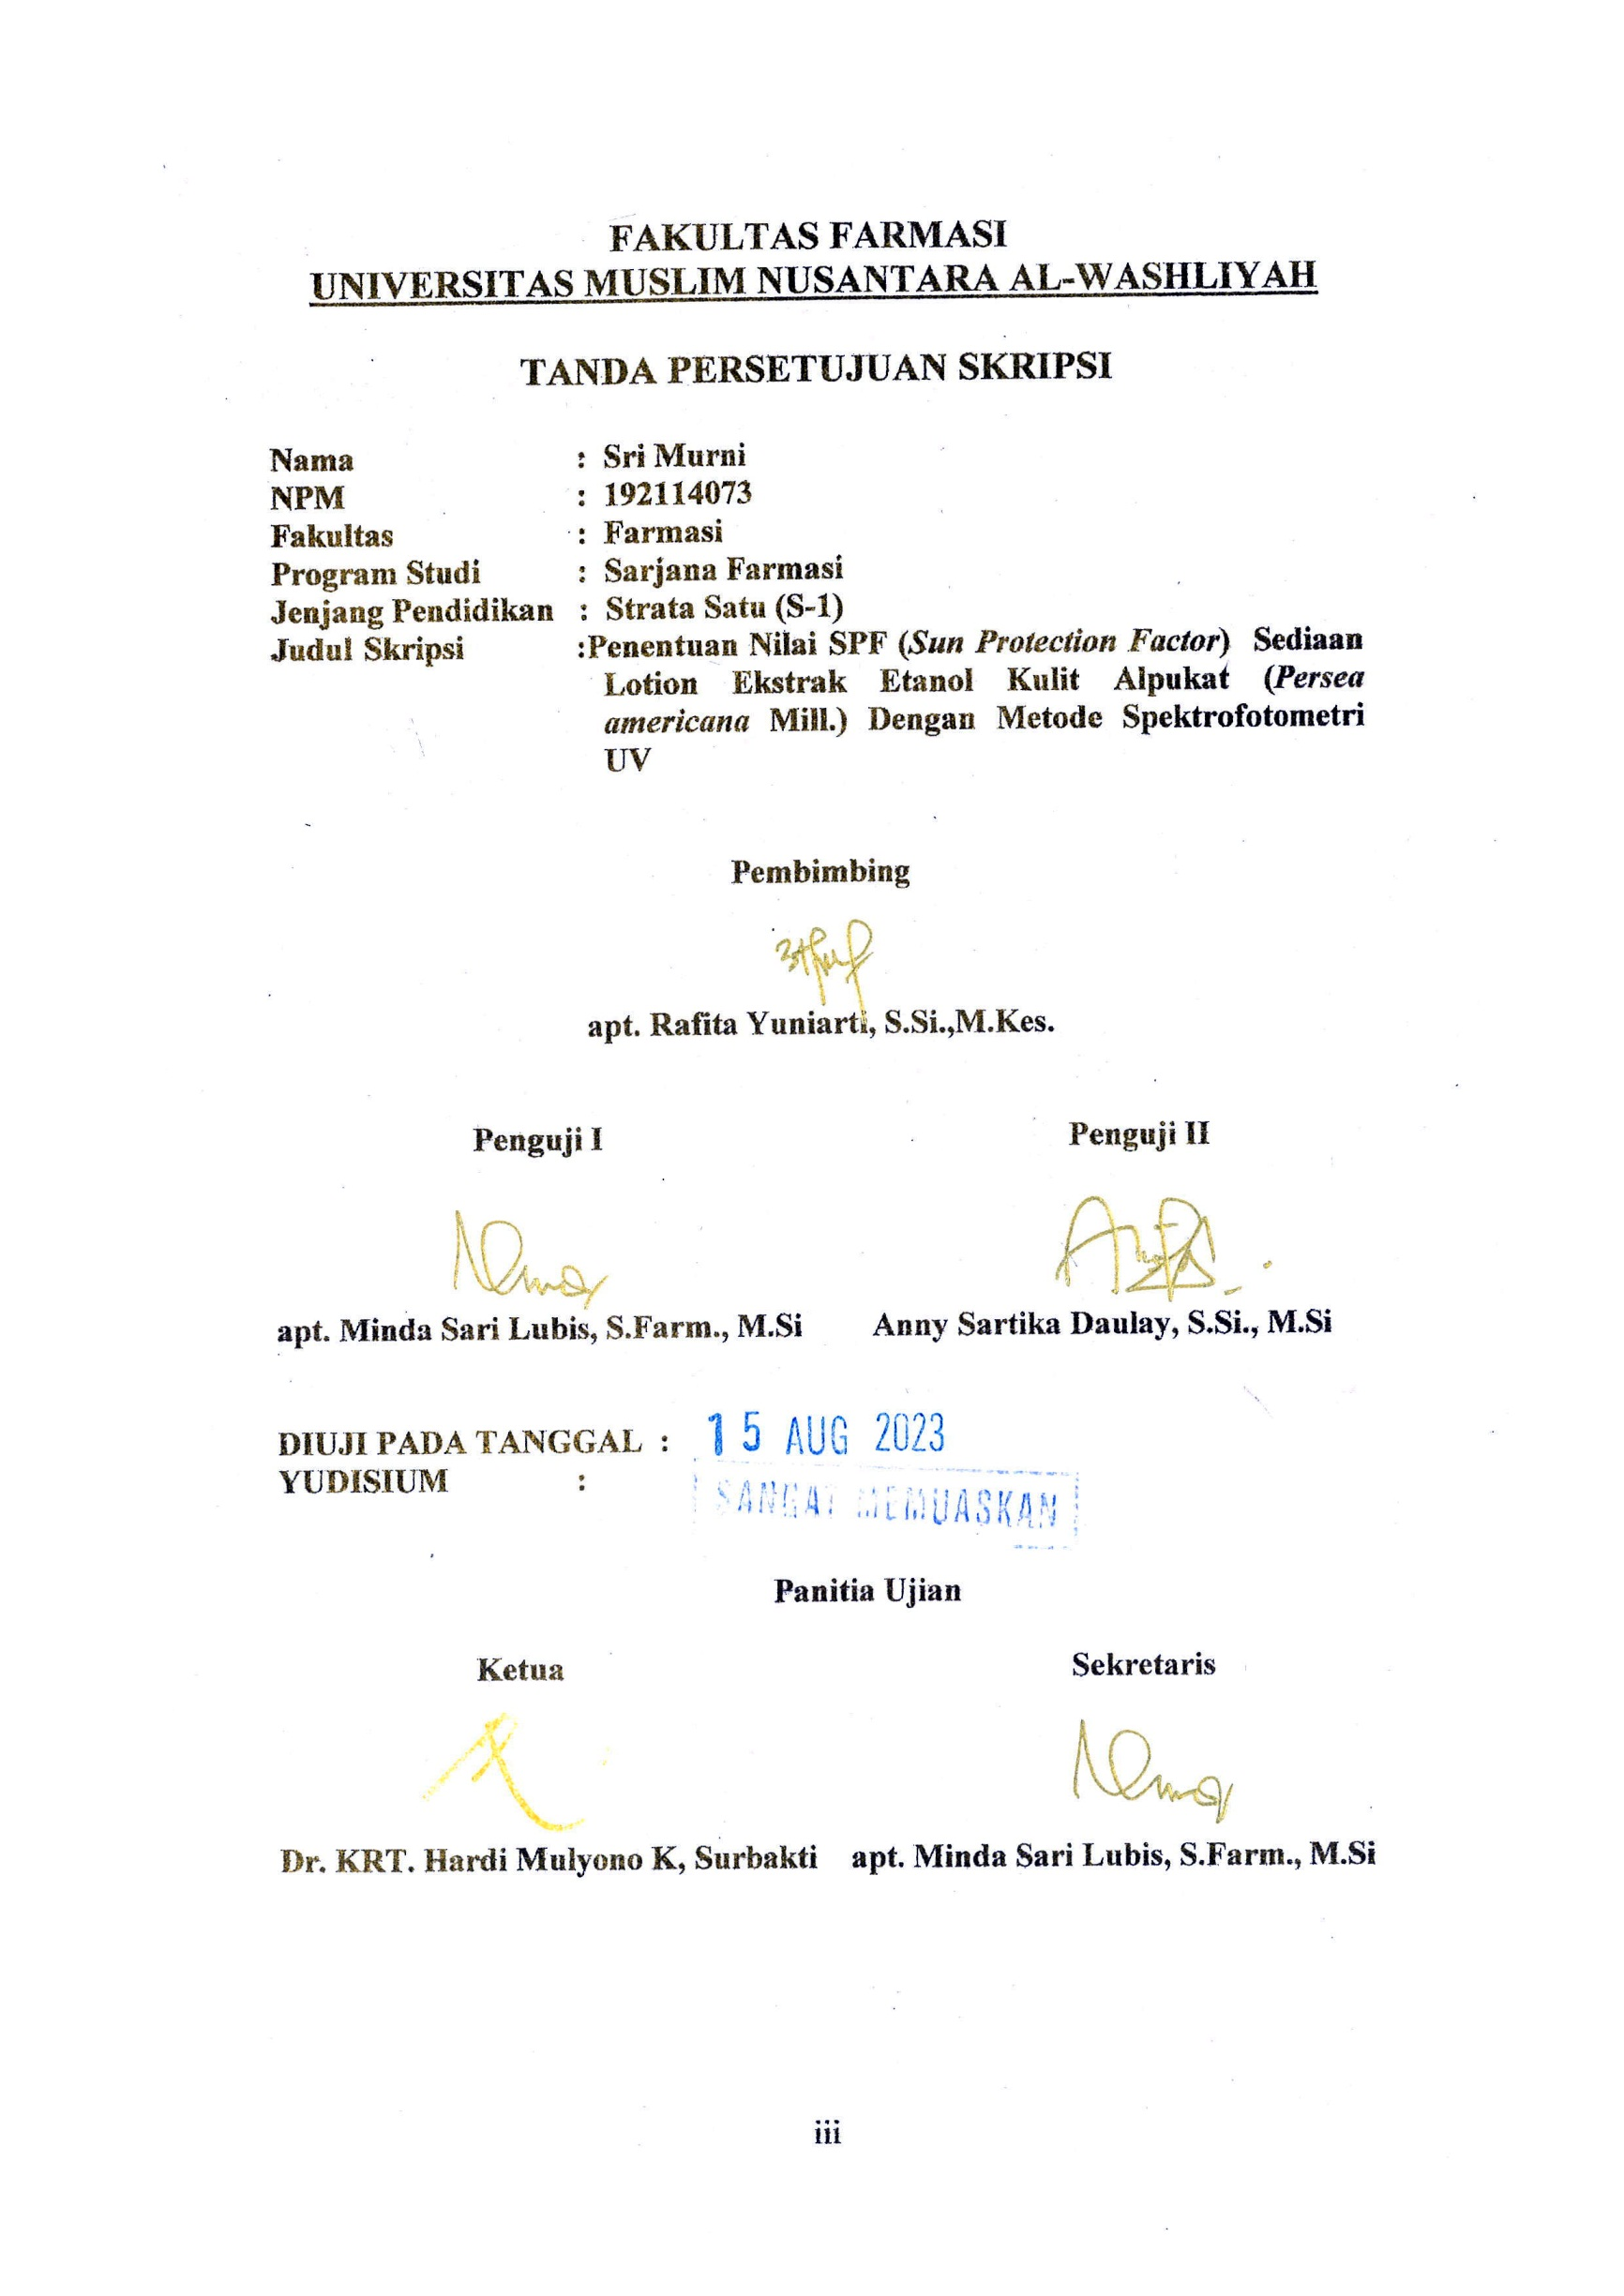 FAKULTAS FARMASI
UNIVERSITAS MUSLIM NUSANTARA AL-WASHLIYAH
TANDA PERSETUJUAN SKRIPSI
Nama : Sri Murni
NPM : 192114073
Fakultas : Farmasi
Program Studi : Sarjana Farmasi
Jenjang Pendidikan : Strata Satu (S-1)
Judul Skripsi :Penentuan Nilai SPF (Sun Protection Factor) Sediaan
Lotion Ekstrak Etanol Kulit Alpukat (Persea
americana Mill.) Dengan Metode Spektrofotometri
UV
Pembimbing
apt. Rafita Yuniarti, S.Si.,M.Kes.
Penguji I Penguji II
apt. Minda Sari Lubis, S.Farm., M.Si Anny Sartika Daulay, S.Si., M.Si
DIUJI PADA TANGGAL : 15 AUG 2023
YUDISIUM : SANGAT MEMUASKAN
Panitia Ujian
Ketua Sekretaris
Dr. KRT. Hardi Mulyono K, Surbakti apt. Minda Sari Lubis, S.Farm., M.Si
iii